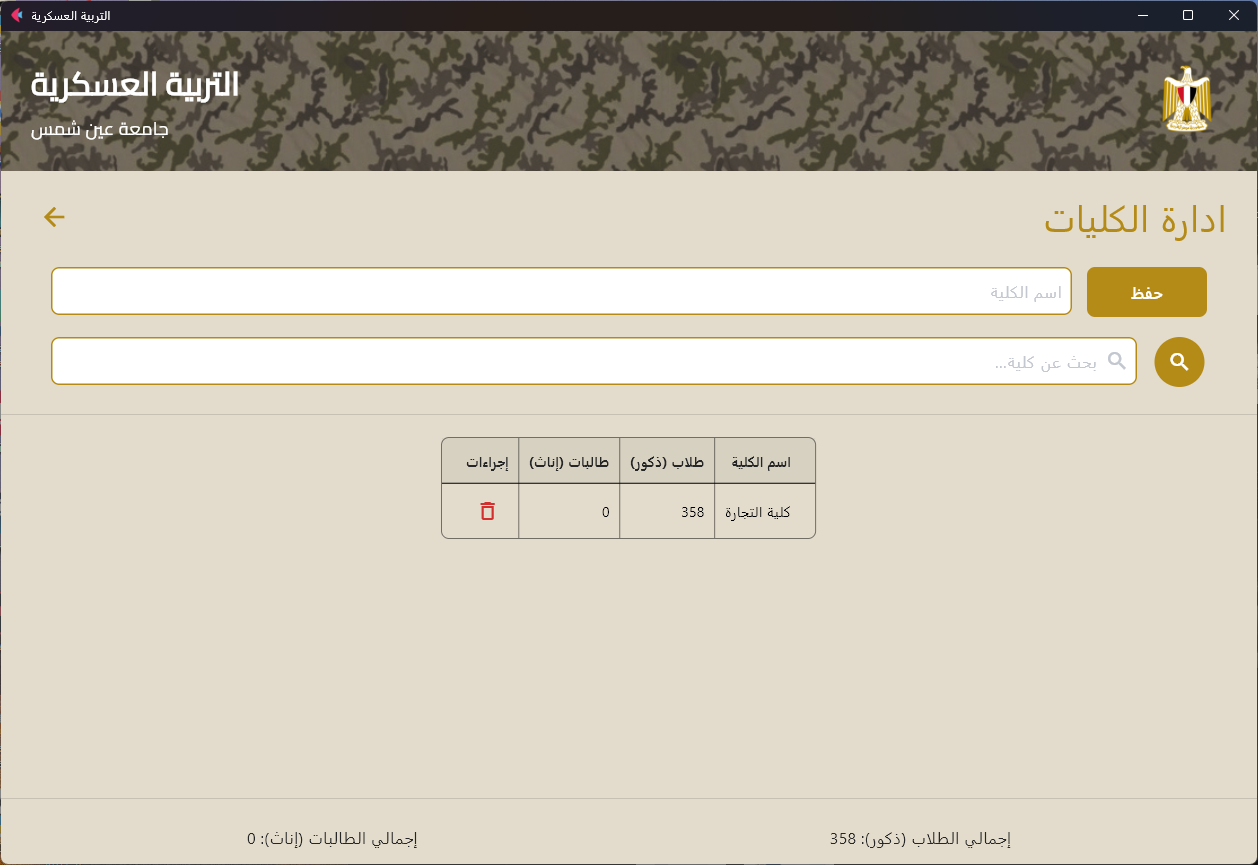 التربية العسكرية
التربية العسكرية
جامعة عين شمس
ادارة الكليات
حفظ
اسم الكلية
بحث عن كلية...
اسم الكلية طلاب (ذكور) طالبات (إناث) إجراءات
كلية التجارة 358 0
إجمالي الطلاب (ذكور): 358
إجمالي الطالبات (إناث): 0